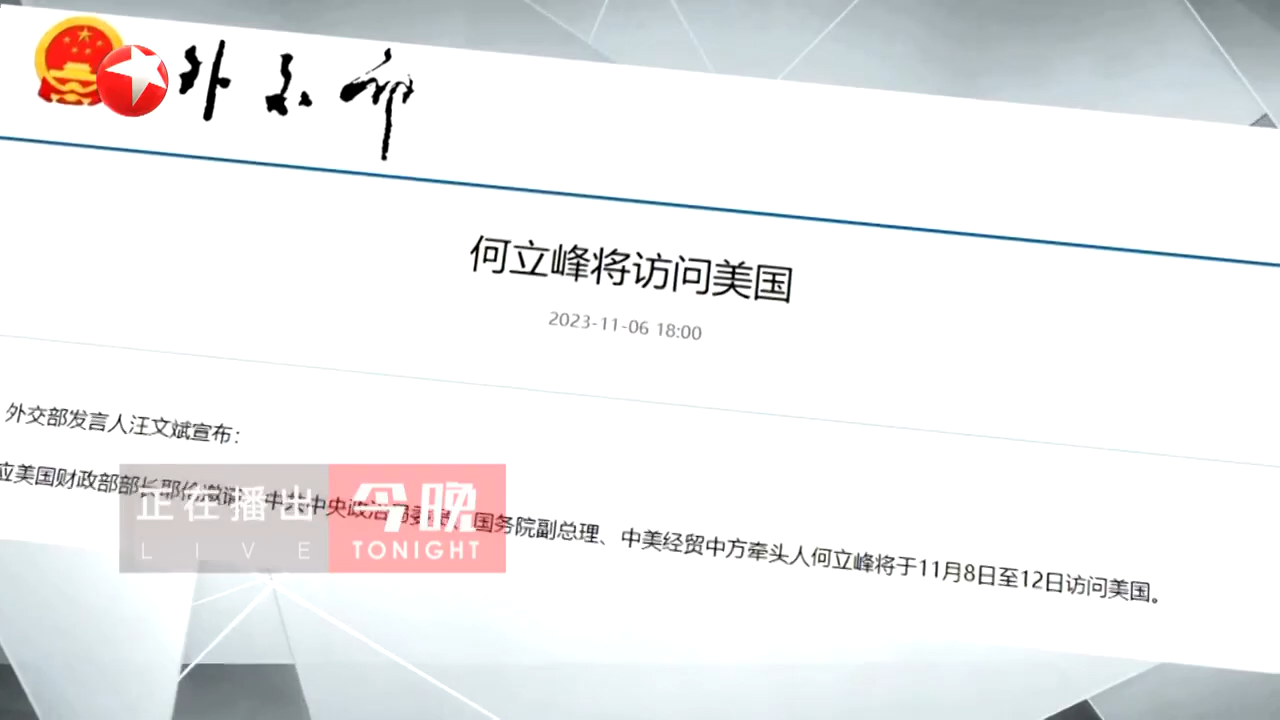 外交部
何立峰将访问美国
2023-11-06 18:00
外交部发言人汪文斌宣布:
应美国财政部部长耶伦邀请,中共中央政治局委员、国务院副总理、中美经贸中方牵头人何立峰将于11月8日至12日访问美国。
正在播出 今晚
LIVE TONIGHT